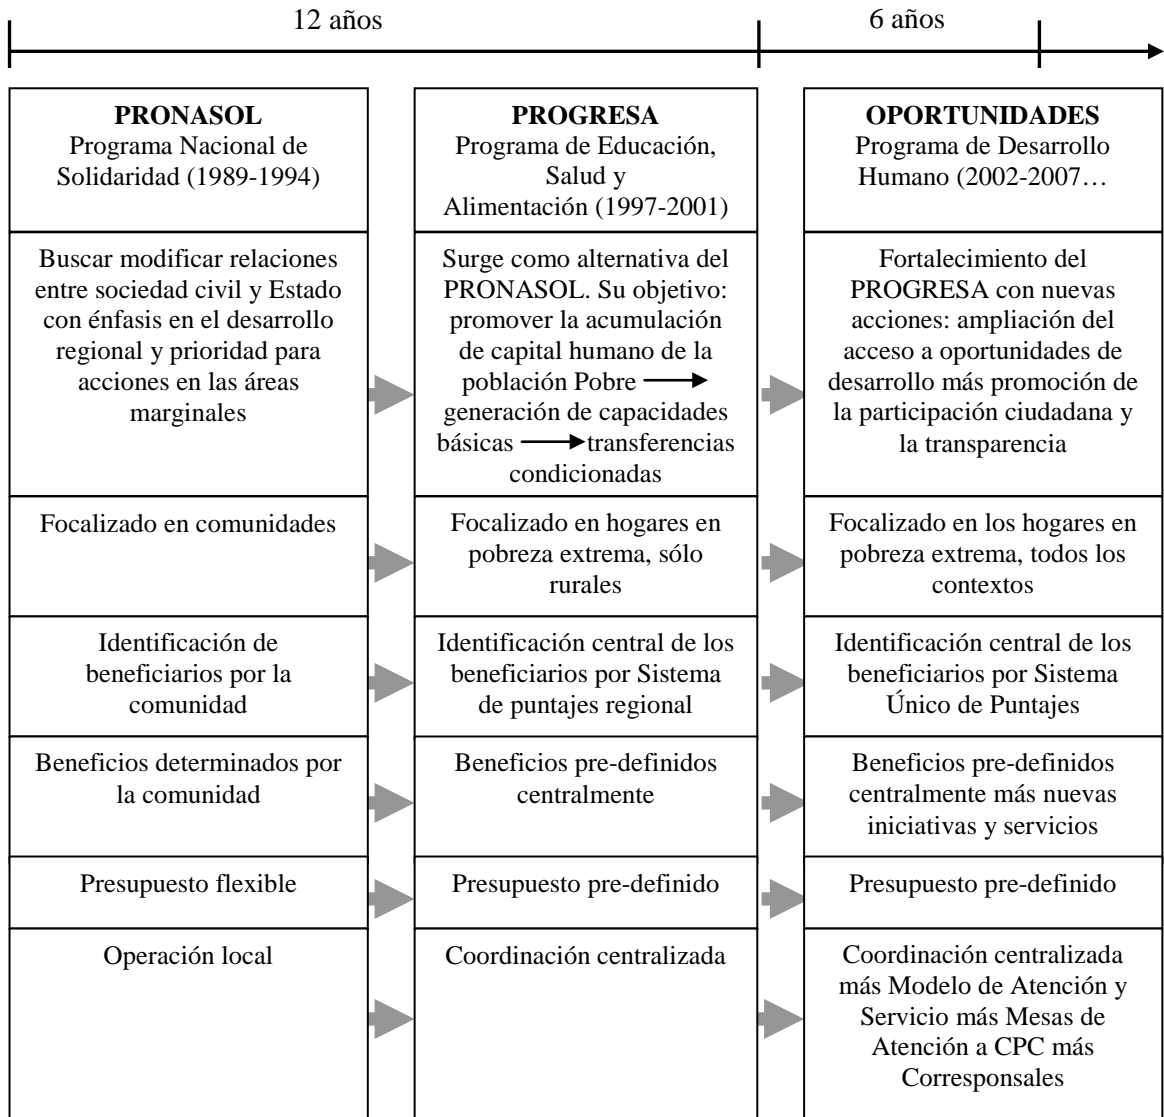 12 años
6 años
PRONASOL
Programa Nacional de
Solidaridad (1989-1994)
PROGRESA
Programa de Educación,
Salud y
Alimentación (1997-2001)
OPORTUNIDADES
Programa de Desarrollo
Humano (2002-2007…
Buscar modificar relaciones
entre sociedad civil y Estado
con énfasis en el desarrollo
regional y prioridad para
acciones en las áreas
marginales
Surge como alternativa del
PRONASOL. Su objetivo:
promover la acumulación
de capital humano de la
población Pobre
generación de capacidades
básicas transferencias
condicionadas
Fortalecimiento del
PROGRESA con nuevas
acciones: ampliación del
acceso a oportunidades de
desarrollo más promoción de
la participación ciudadana y
la transparencia
Focalizado en comunidades
Focalizado en hogares en
pobreza extrema, sólo
rurales
Focalizado en los hogares en
pobreza extrema, todos los
contextos
Identificación de
beneficiarios por la
comunidad
Identificación central de los
beneficiarios por Sistema
de puntajes regional
Identificación central de los
beneficiarios por Sistema
Único de Puntajes
Beneficios determinados por
la comunidad
Beneficios pre-definidos
centralmente
Beneficios pre-definidos
centralmente más nuevas
iniciativas y servicios
Presupuesto flexible
Presupuesto pre-definido
Presupuesto pre-definido
Operación local
Coordinación centralizada
Coordinación centralizada
más Modelo de Atención y
Servicio más Mesas de
Atención a CPC más
Corresponsales